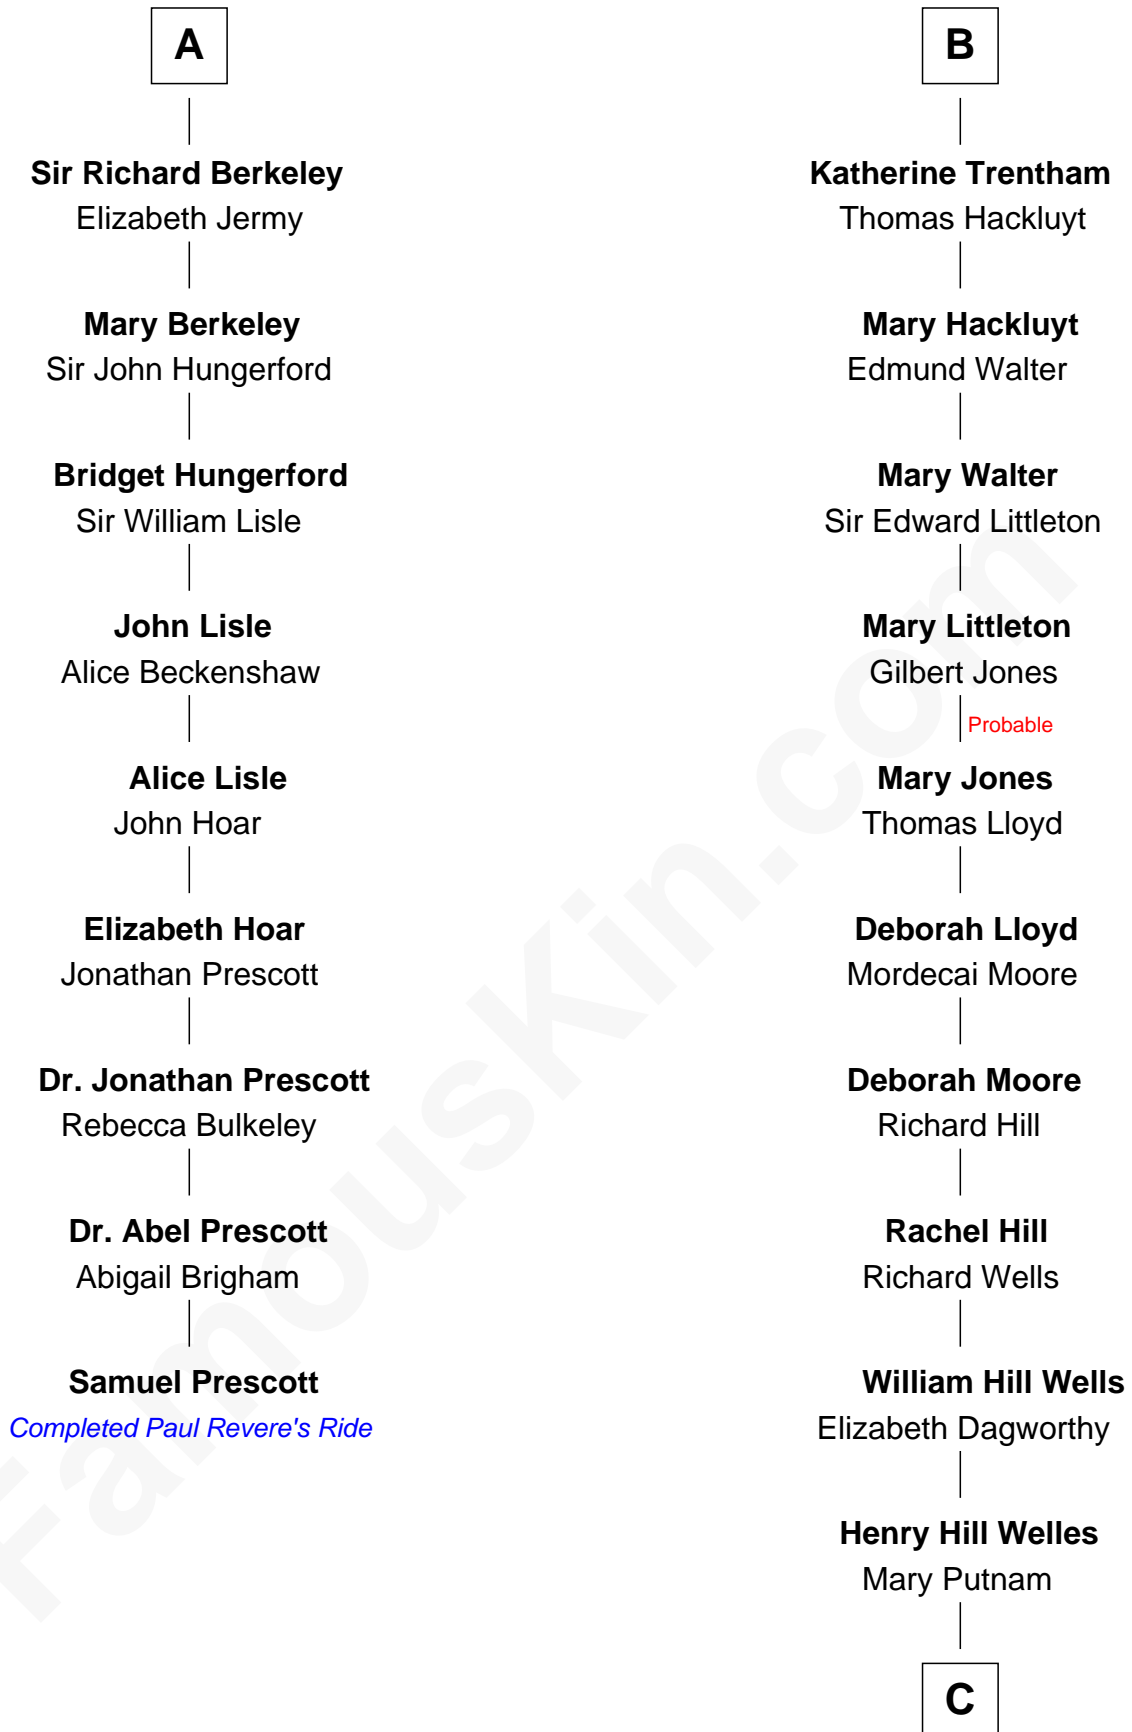 A
Sir Richard Berkeley
Elizabeth Jermy
Mary Berkeley
Sir John Hungerford
Bridget Hungerford
Sir William Lisle
John Lisle
Alice Beckenshaw
Alice Lisle
John Hoar
Elizabeth Hoar
Jonathan Prescott
Dr. Jonathan Prescott
Rebecca Bulkeley
Dr. Abel Prescott
Abigail Brigham
Samuel Prescott
Completed Paul Revere's Ride
B
Katherine Trentham
Thomas Hackluyt
Mary Hackluyt
Edmund Walter
Mary Walter
Sir Edward Littleton
Mary Littleton
Gilbert Jones
Probable
Mary Jones
Thomas Lloyd
Deborah Lloyd
Mordecai Moore
Deborah Moore
Richard Hill
Rachel Hill
Richard Wells
William Hill Wells
Elizabeth Dagworthy
Henry Hill Welles
Mary Putnam
C
FamousKin.com